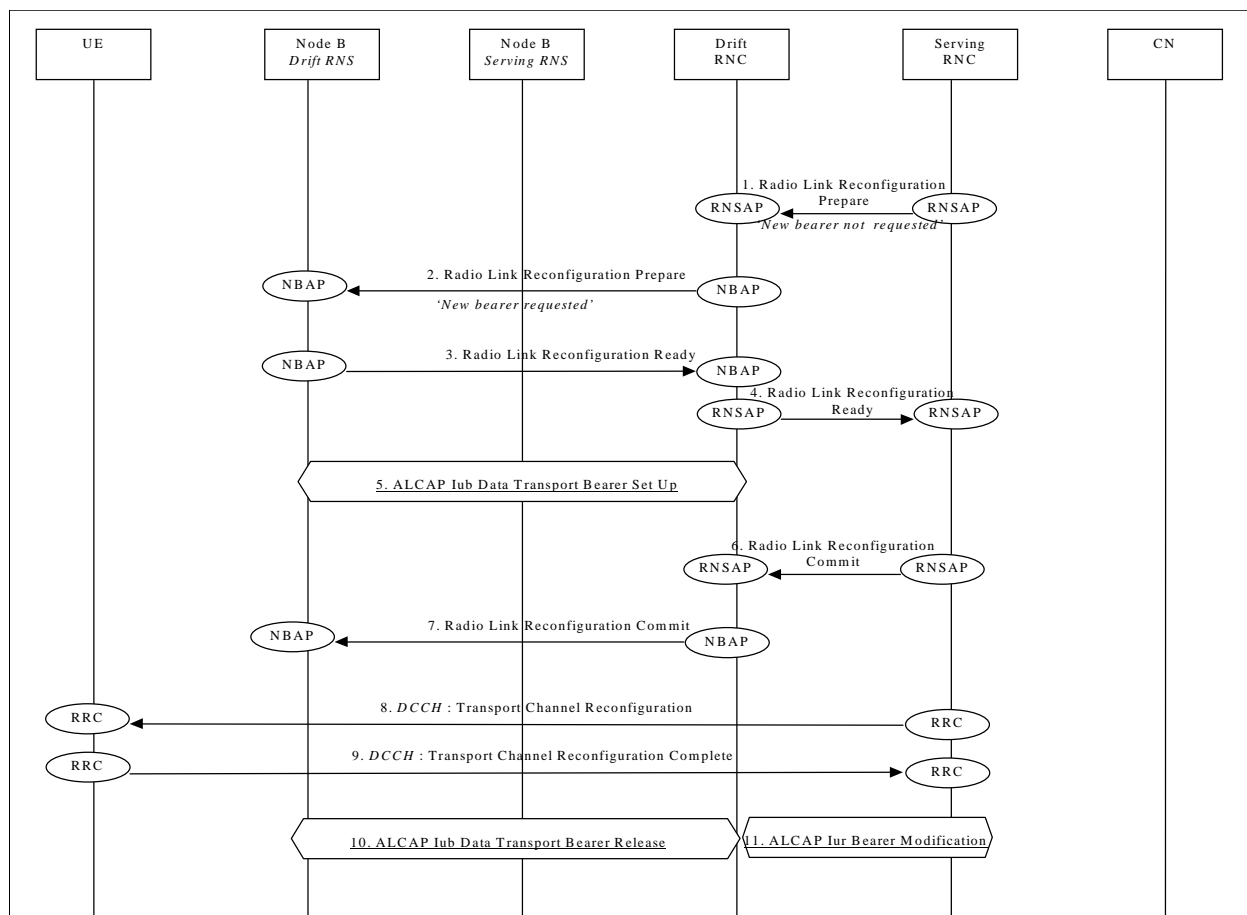 UE
Node B
Drift RNS
Node B
Serving RNS
Drift
RNC
Serving
RNC
CN
1. Radio Link Reconfiguration
Prepare
RNSAP
RNSAP
‘New bearer not requested’
2. Radio Link Reconfiguration Prepare
NBAP
NBAP
‘New bearer requested’
3. Radio Link Reconfiguration Ready
NBAP
NBAP
4. Radio Link Reconfiguration
Ready
RNSAP
RNSAP
5. ALCAP Iub Data Transport Bearer Set Up
6. Radio Link Reconfiguration
Commit
RNSAP
RNSAP
7. Radio Link Reconfiguration Commit
NBAP
NBAP
8. DCCH : Transport Channel Reconfiguration
RRC
RRC
9. DCCH : Transport Channel Reconfiguration Complete
RRC
RRC
10. ALCAP Iub Data Transport Bearer Release
11. ALCAP Iur Bearer Modification